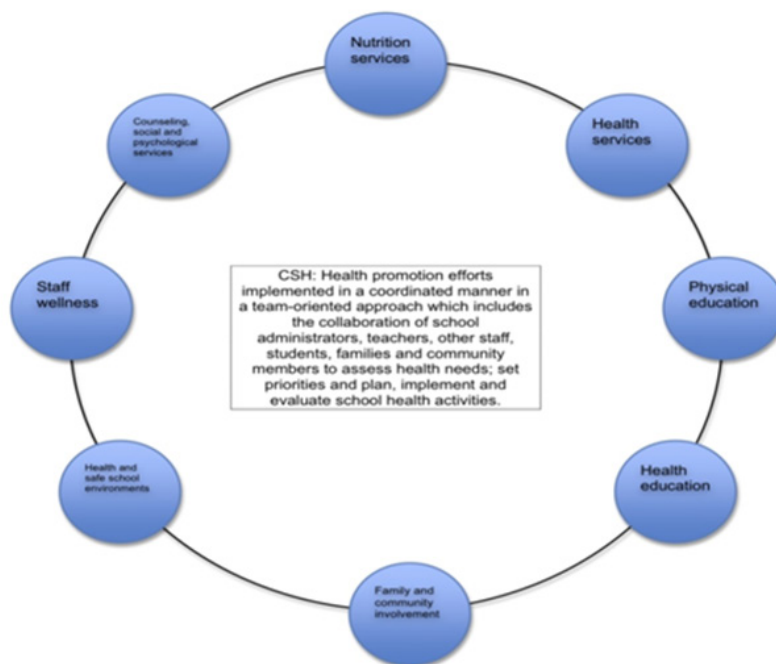 Nutrition
services
Counseling,
social and
psychological
services
Health
services
Staff
wellness
CSH: Health promotion efforts
implemented in a coordinated manner in
a team-oriented approach which includes
the collaboration of school
administrators, teachers, other staff,
students, families and community
members to assess health needs; set
priorities and plan, implement and
evaluate school health activities.
Physical
education
Health and
safe school
environments
Health
education
Family and
community
involvement